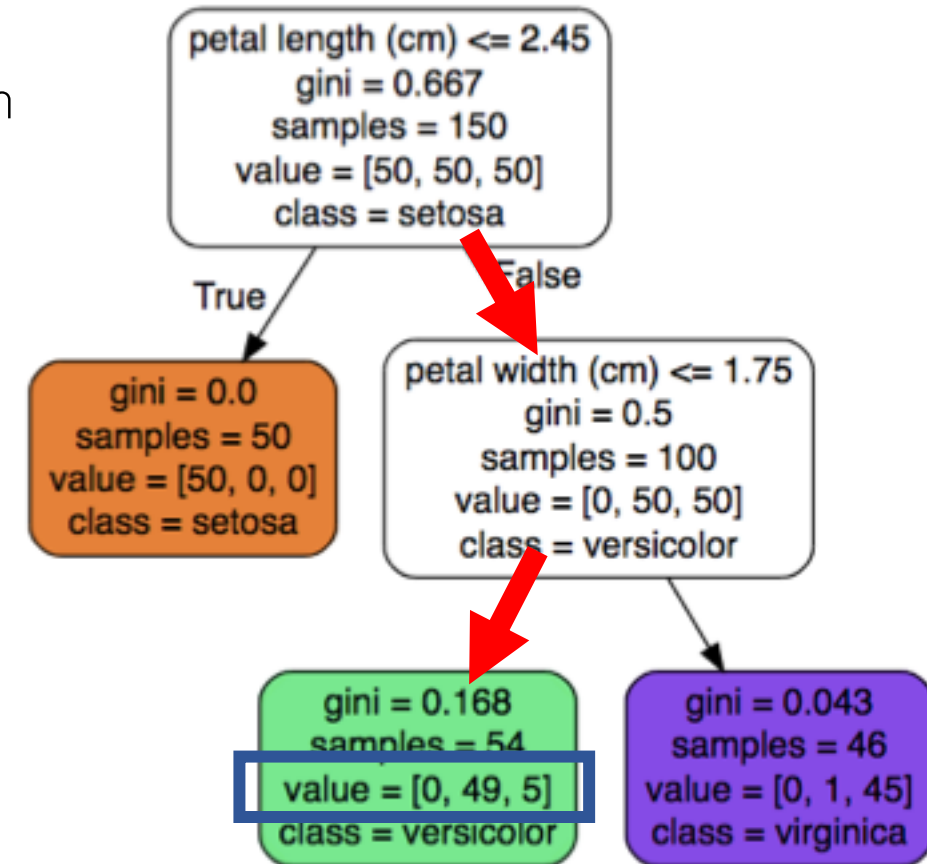 petal length (cm) <= 2.45
gini = 0.667
samples = 150
value = [50, 50, 50]
class = setosa
True
False
gini = 0.0
samples = 50
value = [50, 0, 0]
class = setosa
petal width (cm) <= 1.75
gini = 0.5
samples = 100
value = [0, 50, 50]
class = versicolor
gini = 0.168
samples = 54
value = [0, 49, 5]
class = versicolor
gini = 0.043
samples = 46
value = [0, 1, 45]
class = virginica